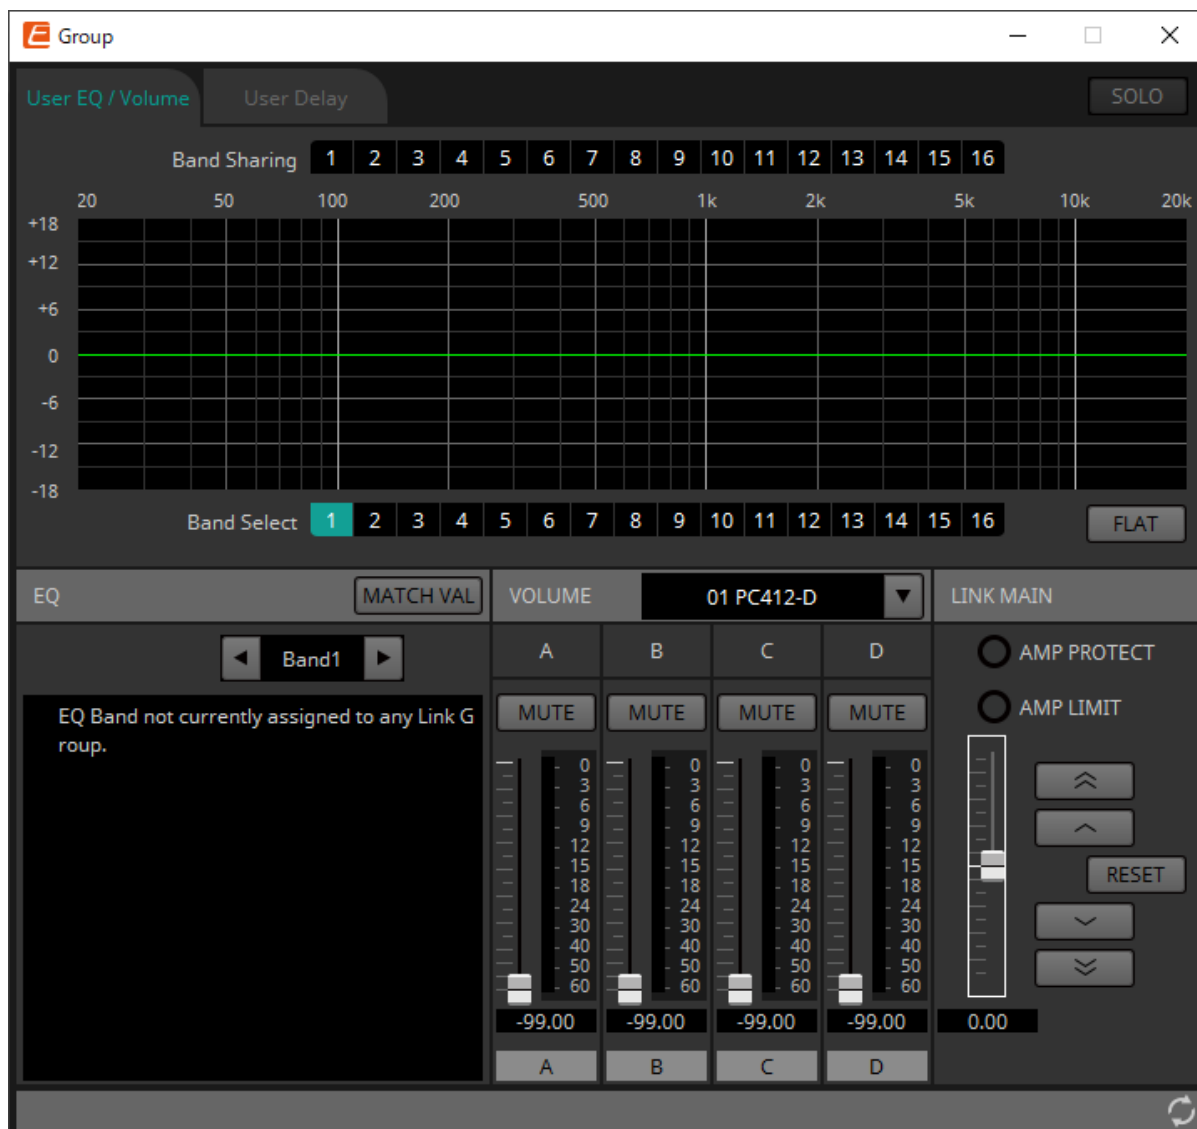 Group
User EQ / Volume User Delay SOLO
Band Sharing 1 2 3 4 5 6 7 8 9 10 11 12 13 14 15 16
20 50 100 200 500 1k 2k 5k 10k 20k
+18
+12
+6
0
-6
-12
-18
Band Select 1 2 3 4 5 6 7 8 9 10 11 12 13 14 15 16
FLAT
EQ MATCH VAL VOLUME 01 PC412-D LINK MAIN
Band1 A B C D AMP PROTECT
EQ Band not currently assigned to any Link G
roup.
MUTE MUTE MUTE MUTE AMP LIMIT
0 0 0 0
3 3 3 3
6 6 6 6
9 9 9 9
12 12 12 12
15 15 15 15
RESET
18 18 18 18
24 24 24 24
30 30 30 30
40 40 40 40
50 50 50 50
60 60 60 60
-99.00 -99.00 -99.00 -99.00 0.00
A B C D